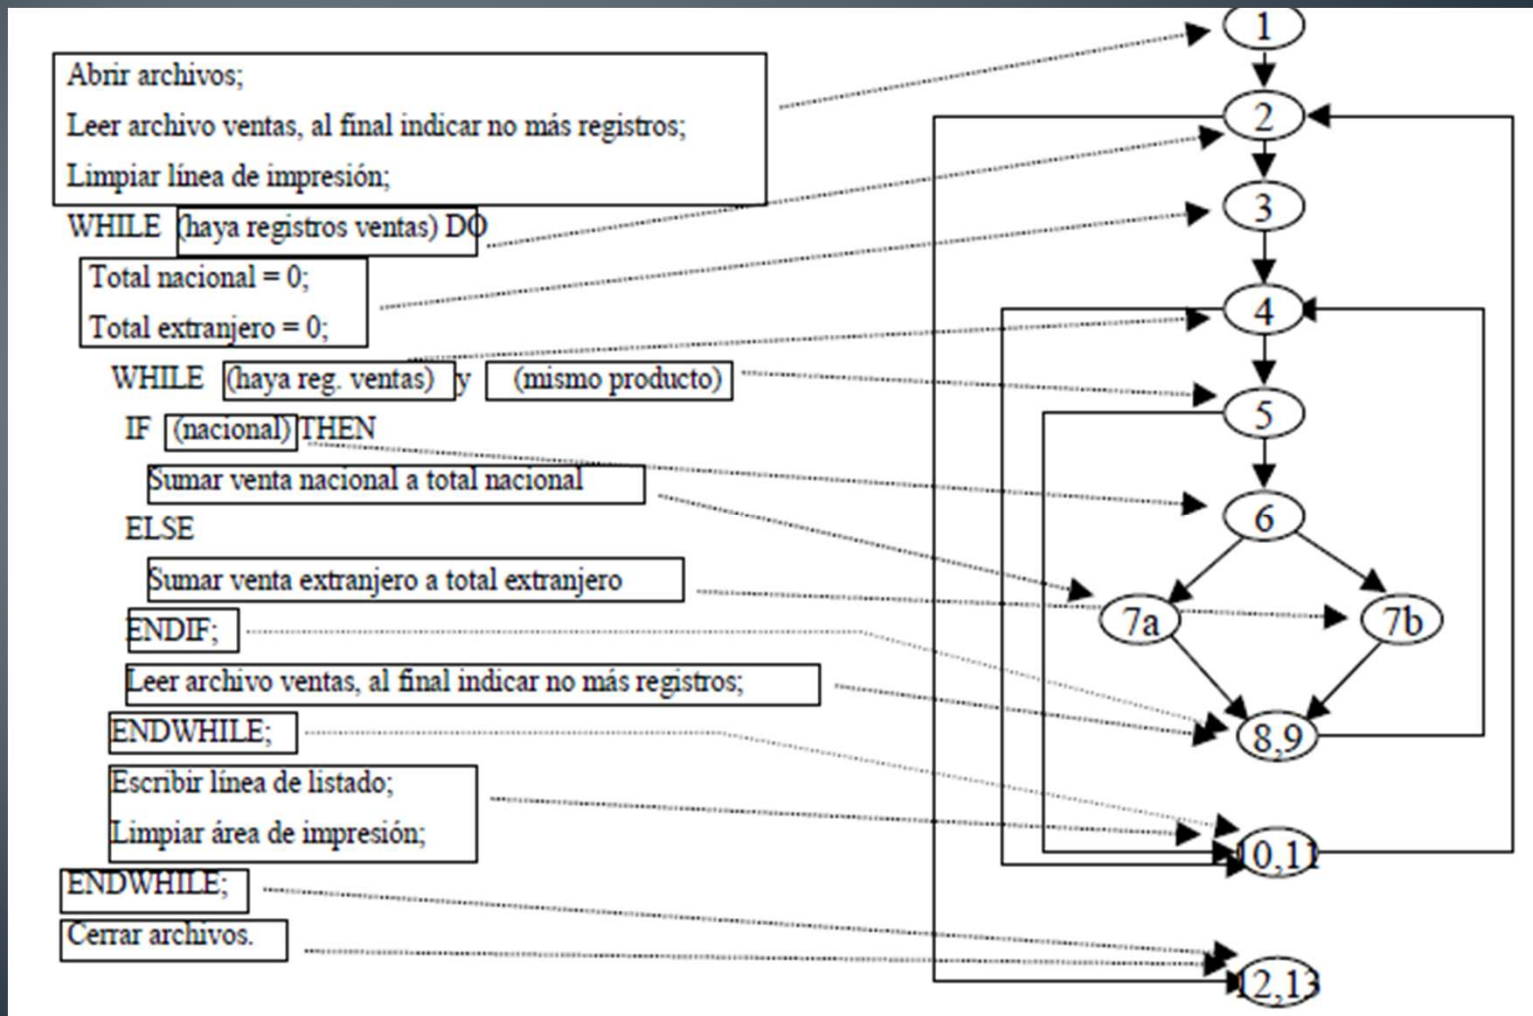 Abrir archivos;
Leer archivo ventas, al final indicar no más registros;
Limpiar línea de impresión;
WHILE (haya registros ventas) DO
Total nacional = 0;
Total extranjero = 0;
WHILE (haya reg. ventas) y (mismo producto)
IF (nacional) THEN
Sumar venta nacional a total nacional
ELSE
Sumar venta extranjero a total extranjero
ENDIF;
Leer archivo ventas, al final indicar no más registros;
ENDWHILE;
Escribir línea de listado;
Limpiar área de impresión;
ENDWHILE;
Cerrar archivos.
1
2
3
4
5
6
7a 7b
8,9
10,11
12,13